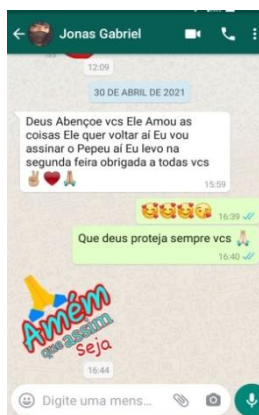 Jonas Gabriel
12:09
30 DE ABRIL DE 2021
Deus Abençoe vcs Ele Amou as
coisas Ele quer voltar aí Eu vou
assinar o Pepeu aí Eu levo na
segunda feira obrigada a todas vcs
✌🏼❤️🙏🏼
15:59
🥰🥰🥰😘 16:39
Que deus proteja sempre vcs 🙏🏼
16:40
Amém
que assim
seja
16:44
Digite uma mens...